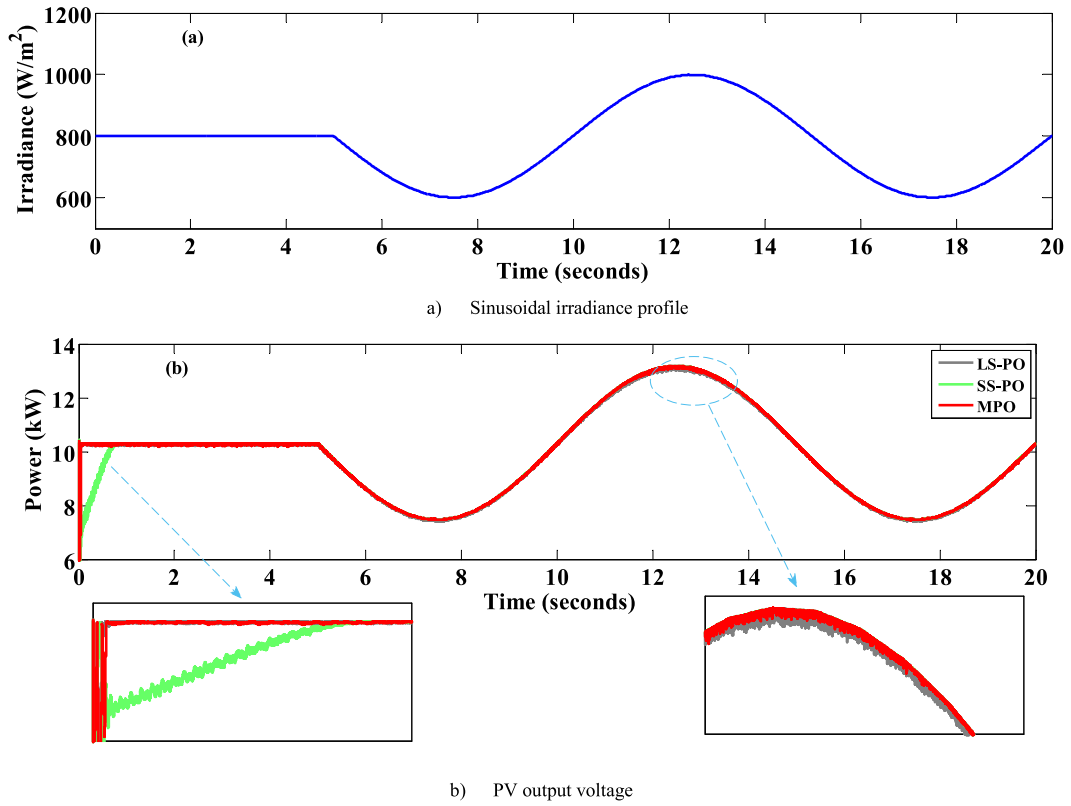 1200
(a)
1000
800
600
Irradiance (W/m²)
0 2 4 6 8 10 12 14 16 18 20
Time (seconds)
a) Sinusoidal irradiance profile
14
(b)
12
10
8
6
Power (kW)
LS-PO
SS-PO
MPO
0 2 4 6 8 10 12 14 16 18 20
Time (seconds)
b) PV output voltage